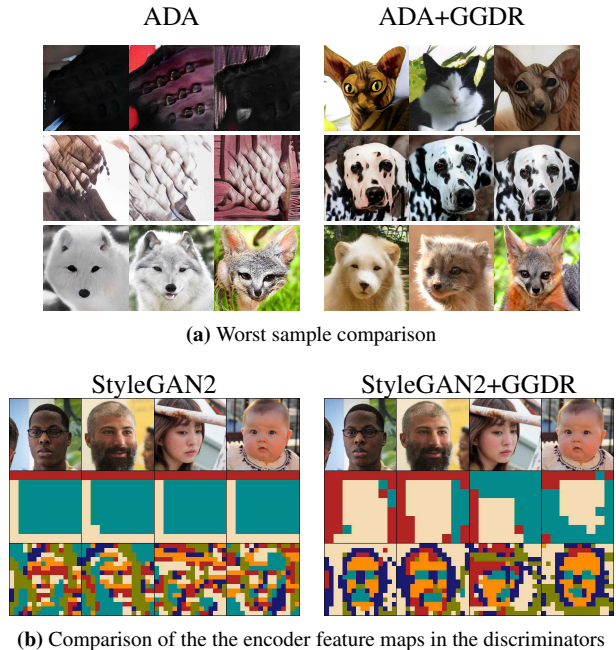 ADA
ADA+GGDR
(a) Worst sample comparison
StyleGAN2
StyleGAN2+GGDR
(b) Comparison of the the encoder feature maps in the discriminators